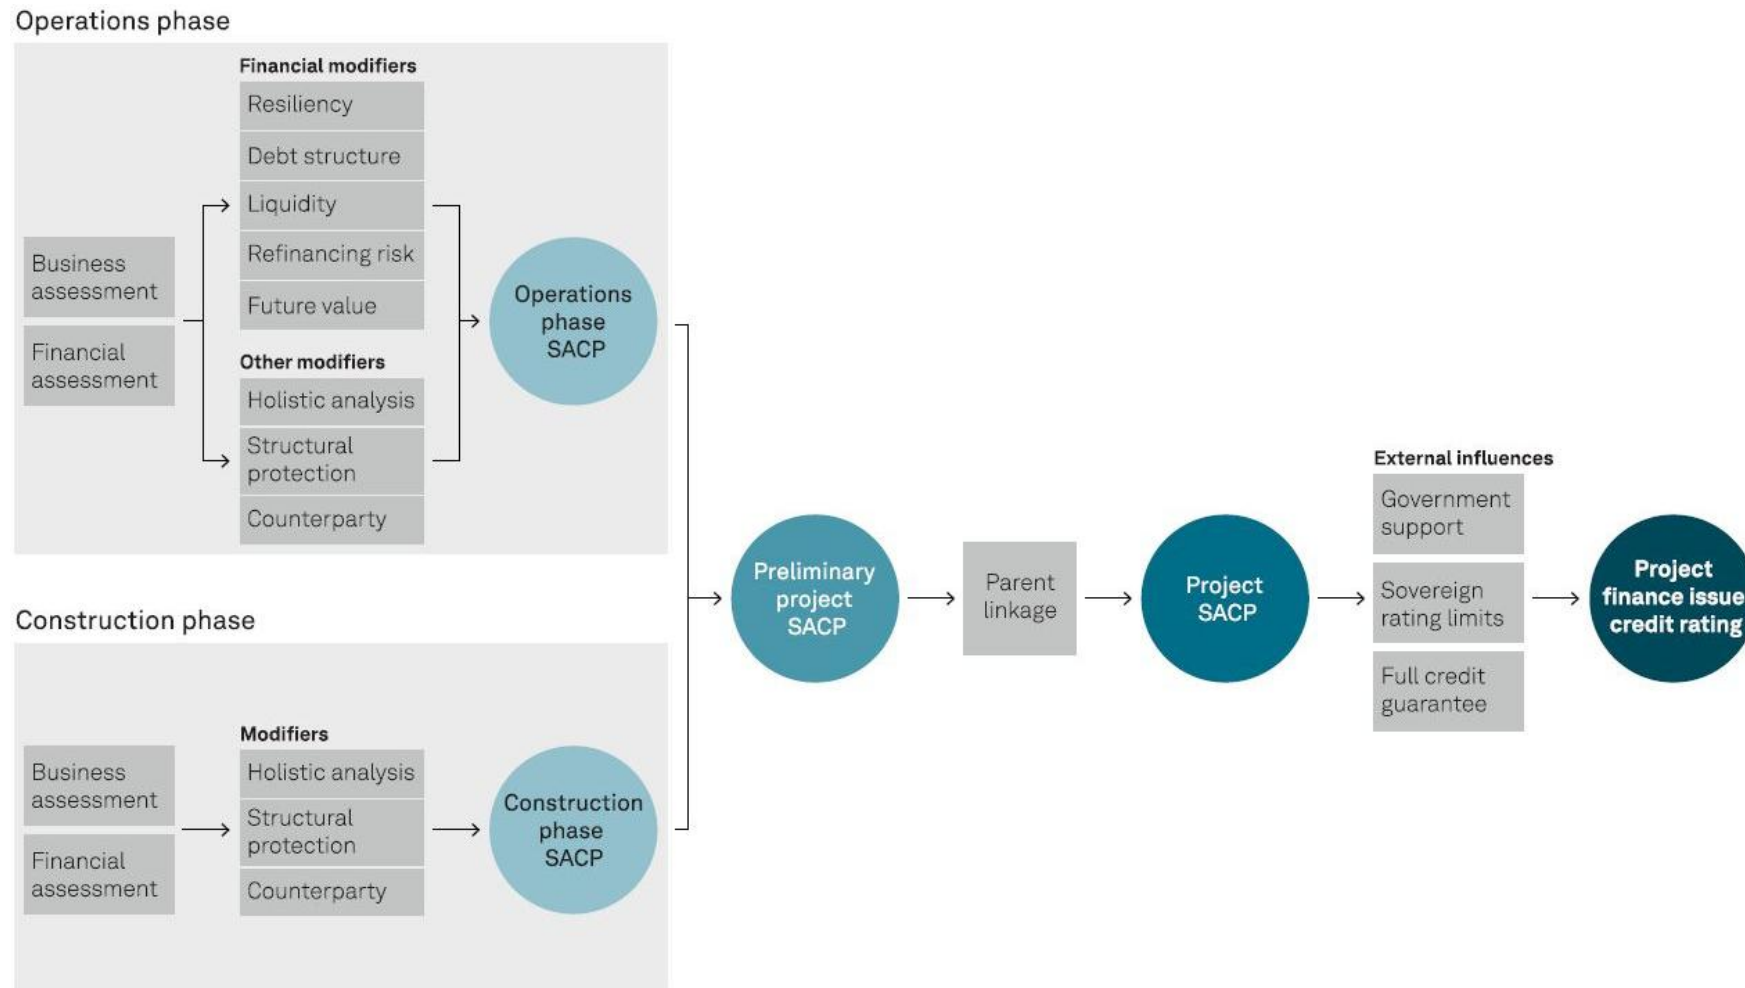 Operations phase
Financial modifiers
Resiliency
Debt structure
Liquidity
Refinancing risk
Future value
Business
assessment
Financial
assessment
Other modifiers
Holistic analysis
Structural
protection
Counterparty
Operations
phase
SACP
Construction phase
Business
assessment
Financial
assessment
Modifiers
Holistic analysis
Structural
protection
Counterparty
Construction
phase
SACP
Preliminary
project
SACP
Parent
linkage
Project
SACP
External influences
Government
support
Sovereign
rating limits
Full credit
guarantee
Project
finance issue
credit rating